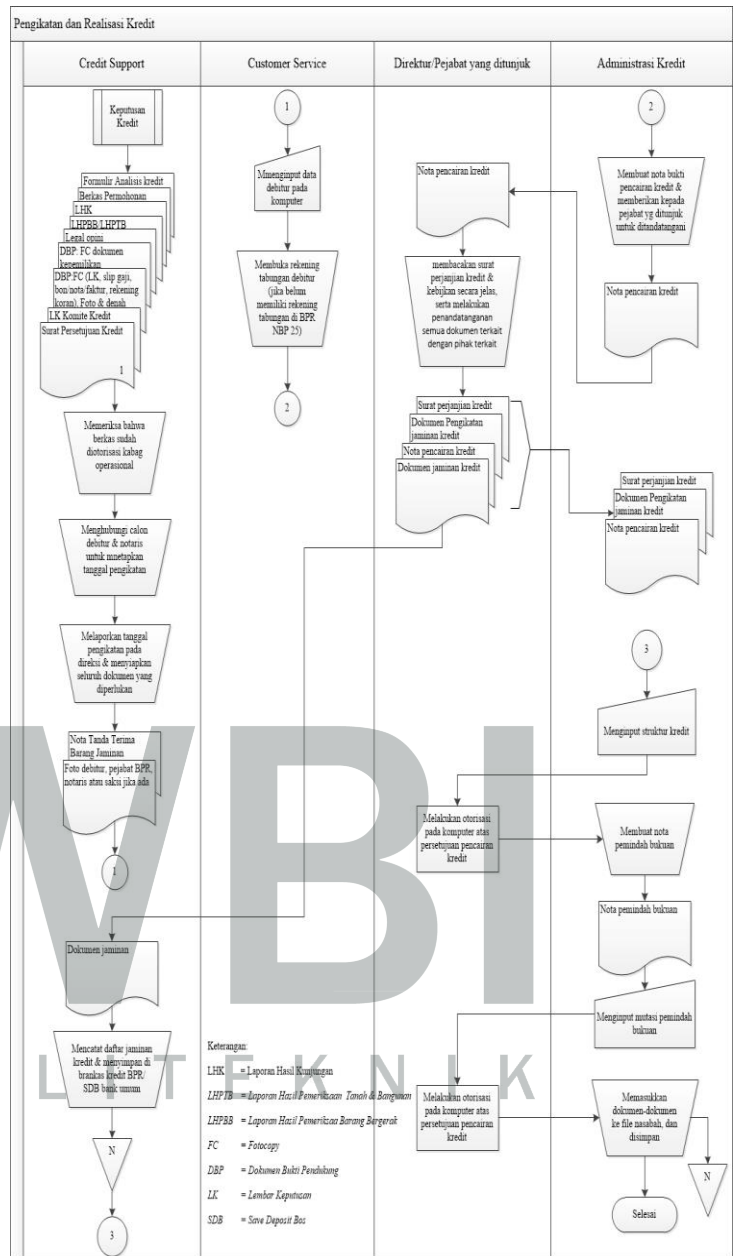 Pengikatan dan Realisasi Kredit
Credit Support
Customer Service
Direktur/Pejabat yang ditunjuk
Administrasi Kredit
Keputusan
Kredit
Formulir Analisis kredit
Berkas Permohonan
LHK
LHPBB/LHPTB
Legal opini
DBP: FC dokumen
kepemilikan
DBP:FC (LK, slip gaji,
bon/nota/faktur, rekening
koran), Foto & denah
LK Komite Kredit
Surat Persetujuan Kredit
1
Memeriksa bahwa
berkas sudah
diotorisasi kabag
operasional
Menghubungi calon
debitur & notaris
untuk mnetapkan
tanggal pengikatan
Melaporkan tanggal
pengikatan pada
direksi & menyiapkan
seluruh dokumen yang
diperlukan
Nota Tanda Terima
Barang Jaminan
Foto debitur, pejabat BPR,
notaris atau saksi jika ada
1
Dokumen jaminan
Mencatat daftar jaminan
kredit & menyimpan di
brankas kredit BPR/
SDB bank umum
N
3
1
Mmenginput data
debitur pada
komputer
Membuka rekening
tabungan debitur
(jika belum
memiliki rekening
tabungan di BPR
NBP 25)
2
Nota pencairan kredit
membacakan surat
perjanjian kredit &
kebijkan secara jelas,
serta melakukan
penandatanganan
semua dokumen terkait
dengan pihak terkait
Surat perjanjian kredit
Dokumen Pengikatan
jaminan kredit
Nota pencairan kredit
Dokumen jaminan kredit
Melakukan otorisasi
pada komputer atas
persetujuan pencairan
kredit
Melakukan otorisasi
pada komputer atas
persetujuan pencairan
kredit
2
Membuat nota bukti
pencairan kredit &
memberikan kepada
pejabat yg ditunjuk
untuk ditandatangani
Nota pencairan kredit
Surat perjanjian kredit
Dokumen Pengikatan
jaminan kredit
Nota pencairan kredit
3
Menginput struktur kredit
Membuat nota
pemindah bukuan
Nota pemindah bukuan
Menginput mutasi pemindah
bukuan
Memasukkan
dokumen-dokumen
ke file nasabah, dan
disimpan
N
Selesai
Keterangan:
LHK = Laporan Hasil Kunjungan
LHPTB = Laporan Hasil Pemeriksaan Tanah & Bangunan
LHPBB = Laporan Hasil Pemeriksaa Barang Bergerak
FC = Fotocopy
DBP = Dokumen Bukti Pendukung
LK = Lembar Keputusan
SDB = Save Deposit Bos
VBI
LITEKNIK